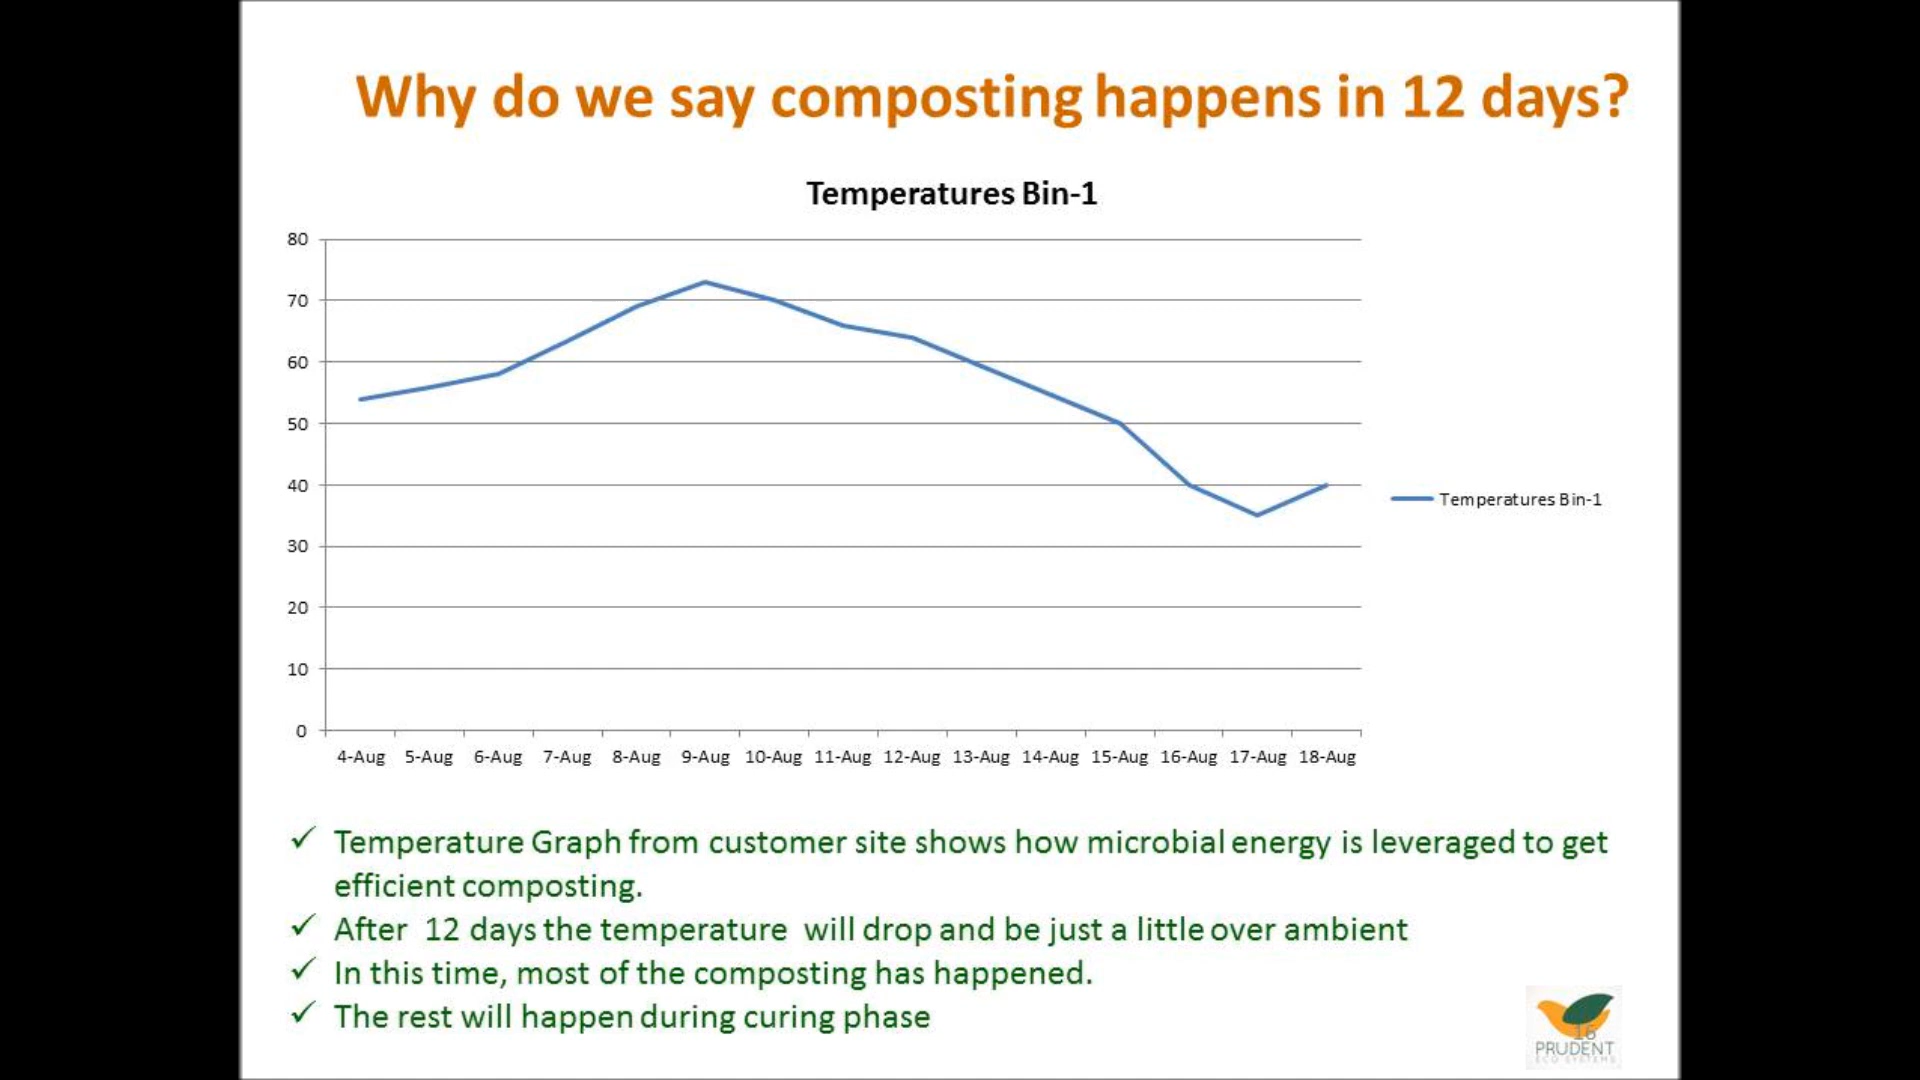 Why do we say composting happens in 12 days?
Temperatures Bin-1
80
70
60
50
40
30
20
10
0
4-Aug 5-Aug 6-Aug 7-Aug 8-Aug 9-Aug 10-Aug 11-Aug 12-Aug 13-Aug 14-Aug 15-Aug 16-Aug 17-Aug 18-Aug
Temperatures Bin-1
✓ Temperature Graph from customer site shows how microbial energy is leveraged to get
efficient composting.
✓ After 12 days the temperature will drop and be just a little over ambient
✓ In this time, most of the composting has happened.
✓ The rest will happen during curing phase
16
PRUDENT
ECO SYSTEMS